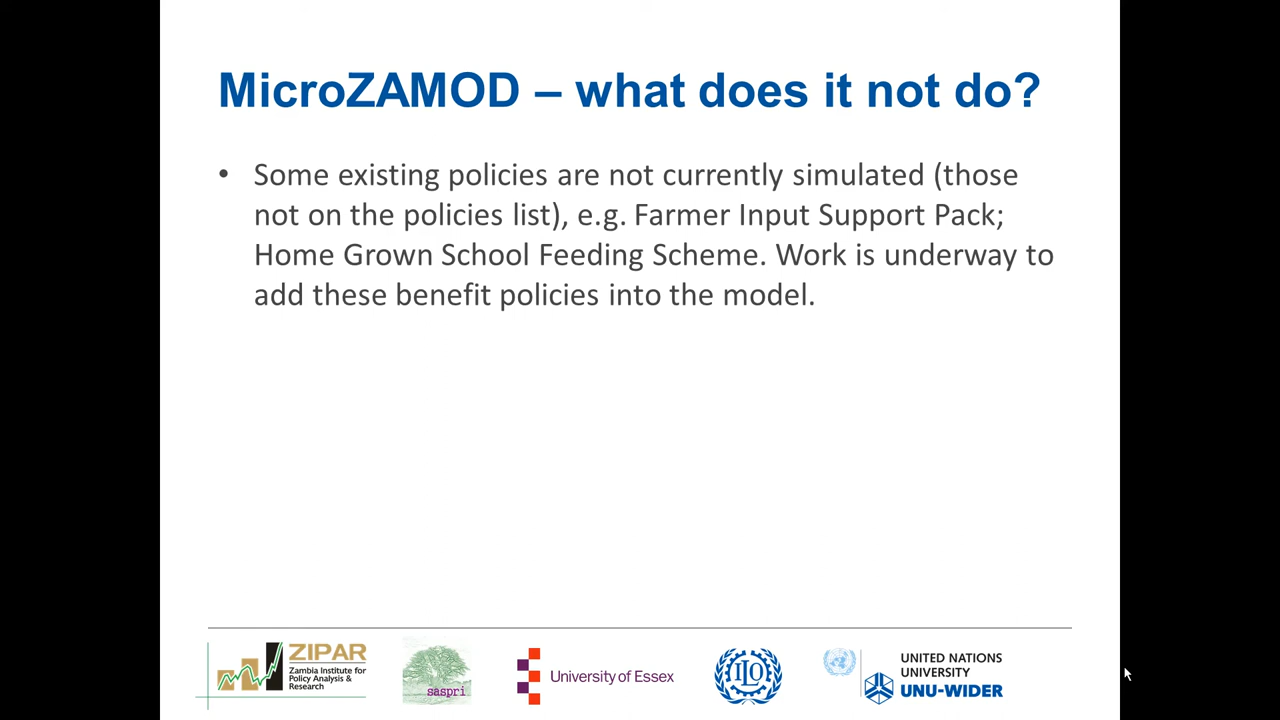 MicroZAMOD – what does it not do?
• Some existing policies are not currently simulated (those
not on the policies list), e.g. Farmer Input Support Pack;
Home Grown School Feeding Scheme. Work is underway to
add these benefit policies into the model.
ZIPAR
Zambia Institute for
Policy Analysis &
Research
saspri
University of Essex
ILO
UNITED NATIONS
UNIVERSITY
UNU-WIDER